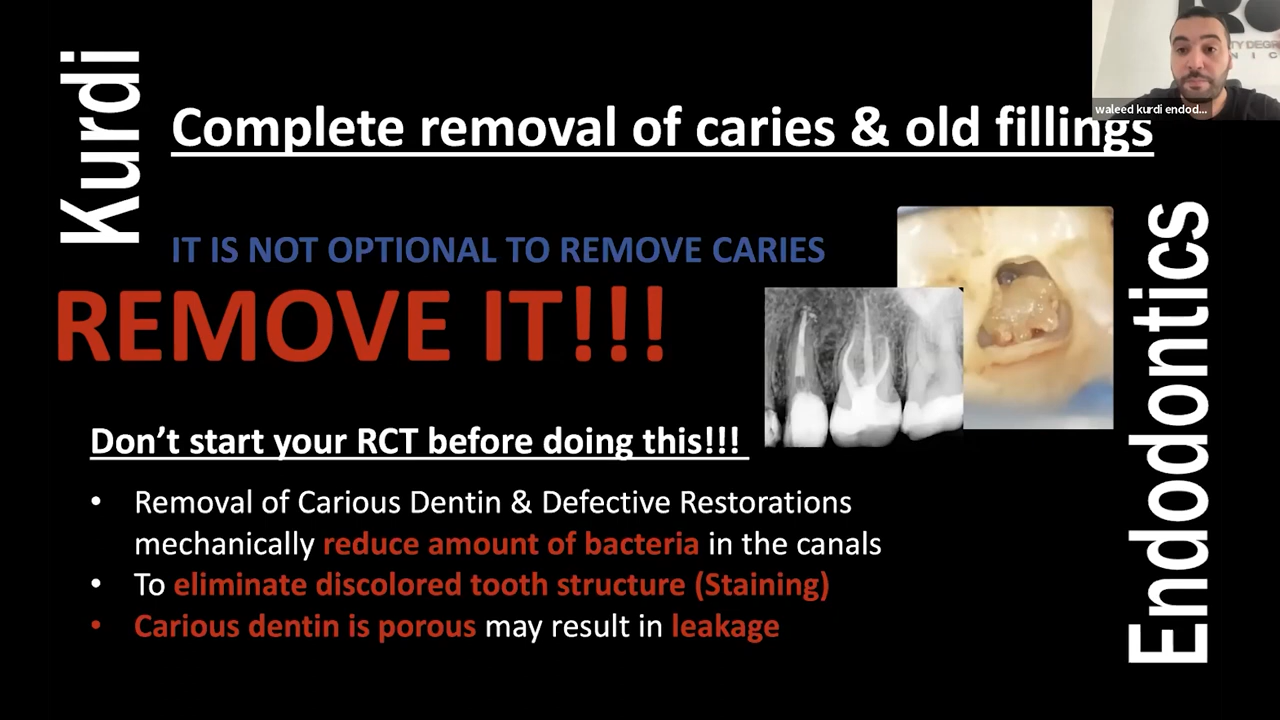 Kurdi
Complete removal of caries & old fillings
waleed kurdi endod...
IT IS NOT OPTIONAL TO REMOVE CARIES
REMOVE IT!!!
Don’t start your RCT before doing this!!!
• Removal of Carious Dentin & Defective Restorations
mechanically reduce amount of bacteria in the canals
• To eliminate discolored tooth structure (Staining)
• Carious dentin is porous may result in leakage
Endodontics